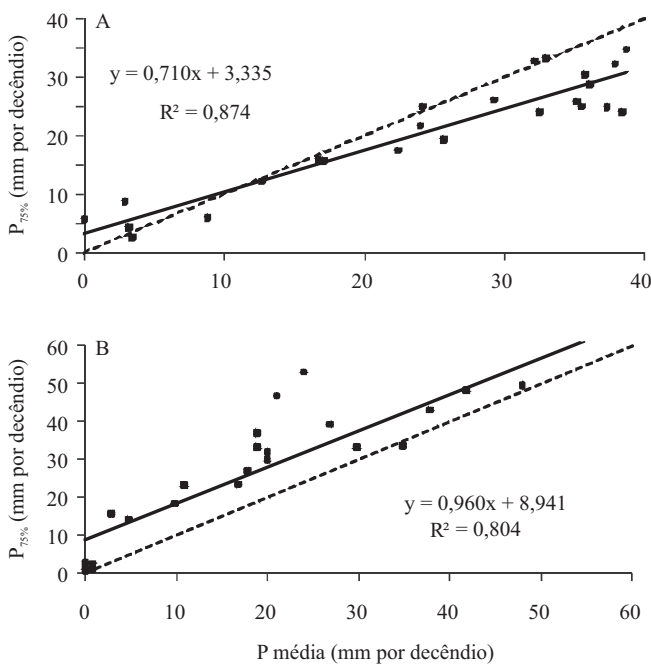 A
40
30
20
10
0
y = 0,710x + 3,335
R² = 0,874
P75% (mm por decêndio)
0 10 20 30 40
B
60
50
40
30
20
10
0
y = 0,960x + 8,941
R² = 0,804
P75% (mm por decêndio)
0 10 20 30 40 50 60
P média (mm por decêndio)